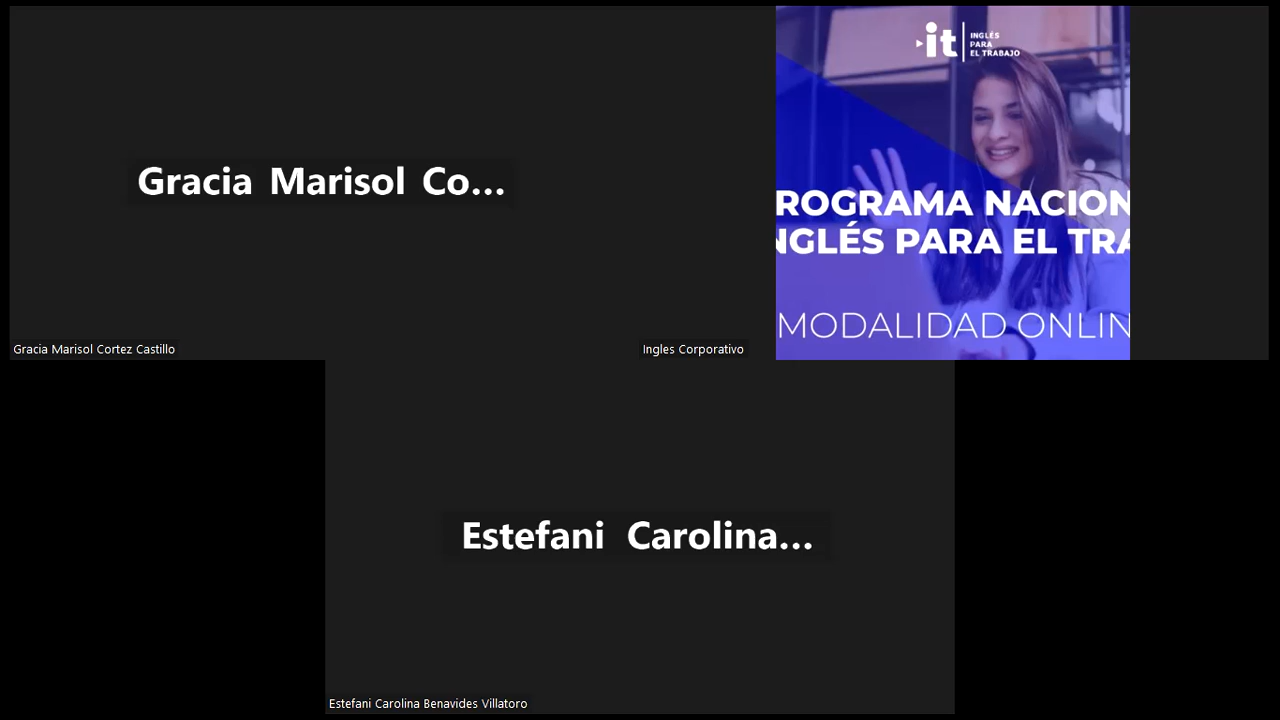 Gracia Marisol Co...
Gracia Marisol Cortez Castillo
it
INGLÉS
PARA
EL TRABAJO
ROGRAMA NACION
NGLÉS PARA EL TRA
MODALIDAD ONLIN
Ingles Corporativo
Estefani Carolina...
Estefani Carolina Benavides Villatoro